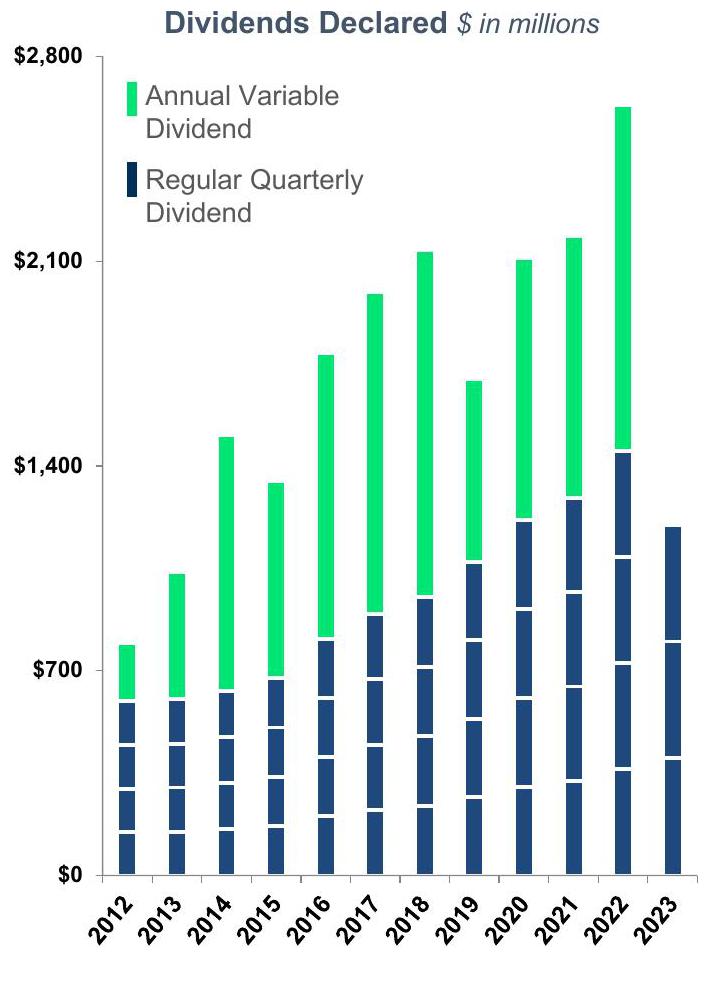 Dividends Declared $ in millions
$2,800
Annual Variable
Dividend
Regular Quarterly
Dividend
$2,100
$1,400
$700
$0
2012 2013 2014 2015 2016 2017 2018 2019 2020 2021 2022 2023